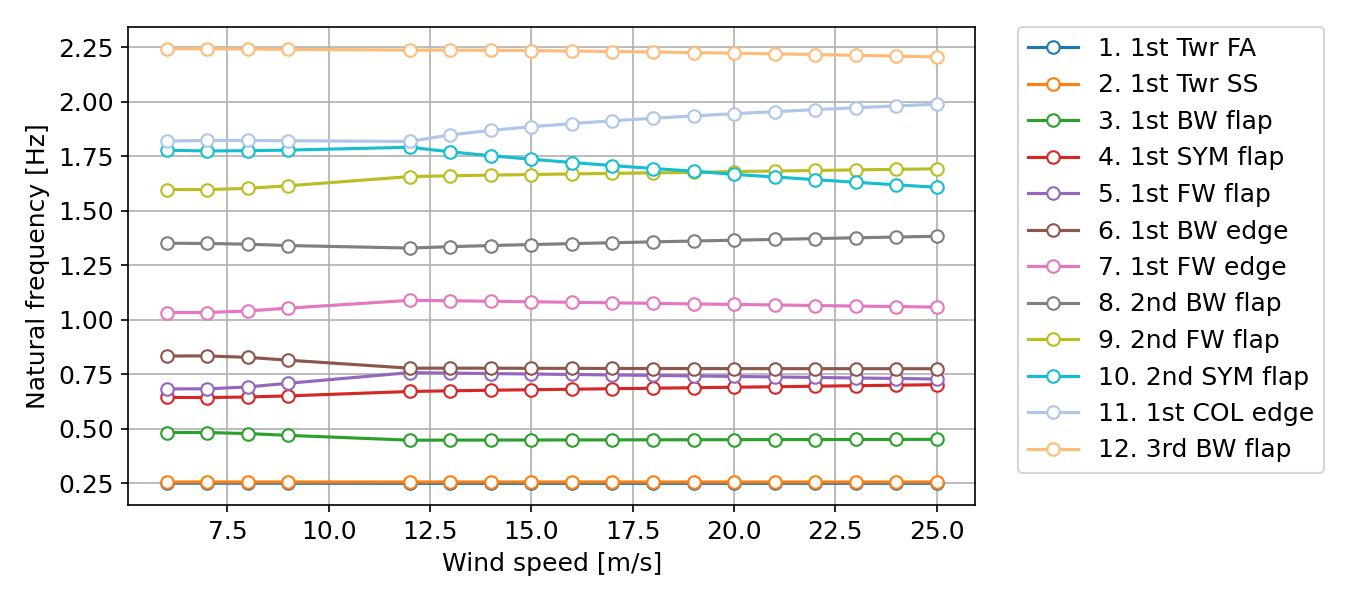 2.25
2.00
1.75
1.50
1.25
1.00
0.75
0.50
0.25
Natural frequency [Hz]
7.5 10.0 12.5 15.0 17.5 20.0 22.5 25.0
Wind speed [m/s]
1. 1st Twr FA
2. 1st Twr SS
3. 1st BW flap
4. 1st SYM flap
5. 1st FW flap
6. 1st BW edge
7. 1st FW edge
8. 2nd BW flap
9. 2nd FW flap
10. 2nd SYM flap
11. 1st COL edge
12. 3rd BW flap